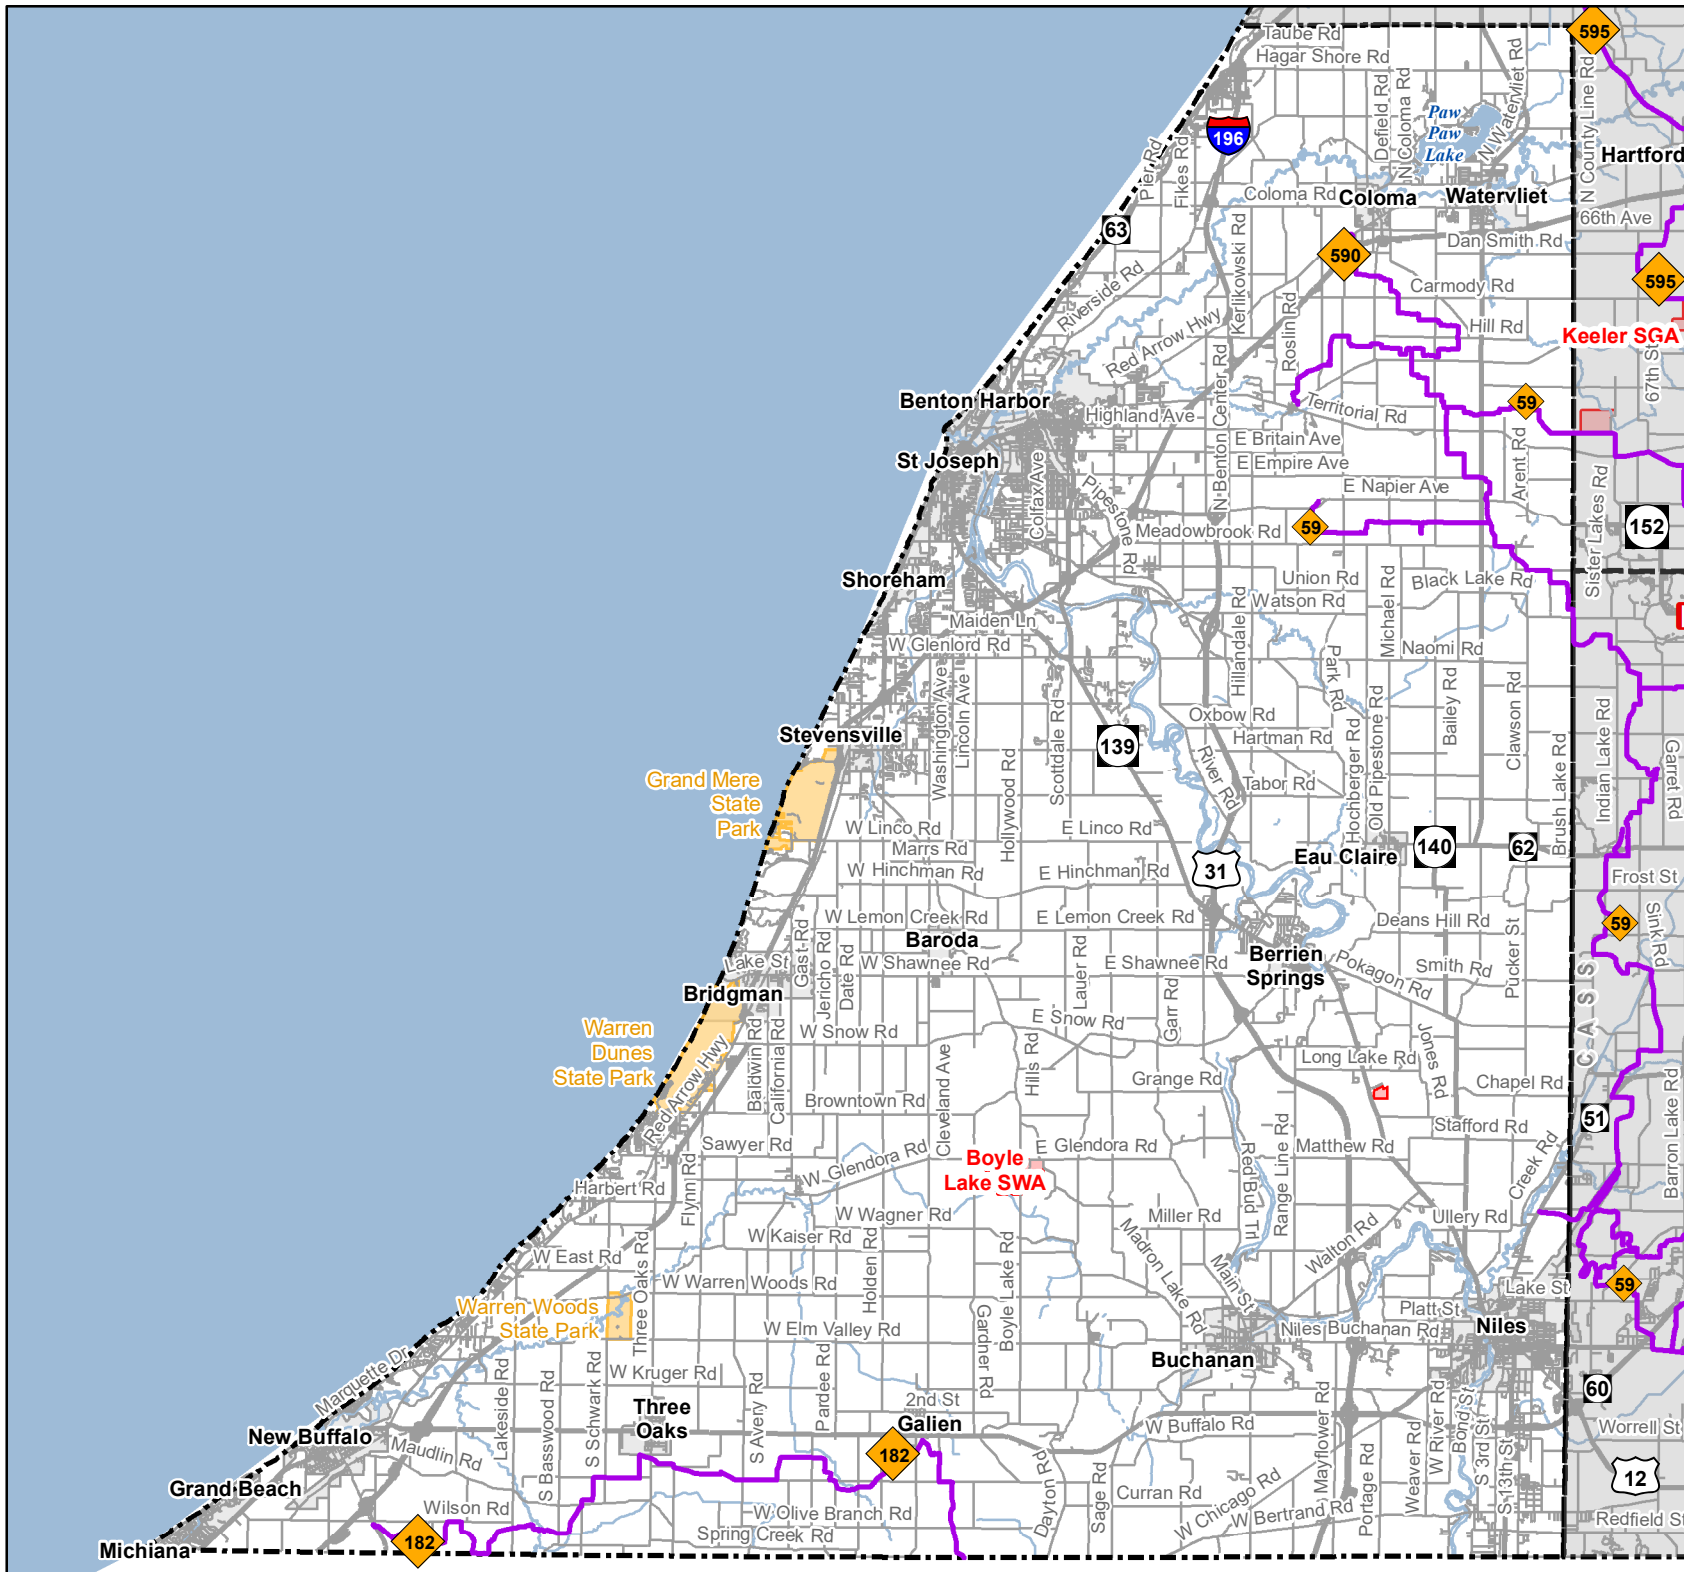 595
Taube Rd
Hagar Shore Rd
N Watervliet Rd
N County Line Rd
Defield Rd
N Coloma Rd
Paw
Paw
Lake
196
Hartford
Pier Rd
Fikes Rd
Coloma Rd
Coloma
Watervliet
66th Ave
63
Dan Smith Rd
590
Kerlikowski Rd
Riverside Rd
Carmody Rd
595
Roslin Rd
Red Arrow Hwy
Hill Rd
Keeler SGA
67th St
N Benton Center Rd
Benton Harbor
Highland Ave
Territorial Rd
59
E Britain Ave
St Joseph
E Empire Ave
Arent Rd
Colfax Ave
Pipestone Rd
E Napier Ave
Sister Lakes Rd
Meadowbrook Rd
59
152
Shoreham
Union Rd
Black Lake Rd
Watson Rd
Michael Rd
Maiden Ln
W Glenlord Rd
Hillandale Rd
Park Rd
Naomi Rd
Washington Ave
Lincoln Ave
Scottdale Rd
Oxbow Rd
Hochberger Rd
Old Pipestone Rd
Bailey Rd
Clawson Rd
Indian Lake Rd
Stevensville
139
Hartman Rd
River Rd
Garret Rd
Grand Mere
State
Park
Hollywood Rd
Tabor Rd
Brush Lake Rd
W Linco Rd
E Linco Rd
Marrs Rd
Eau Claire
140
62
W Hinchman Rd
E Hinchman Rd
31
Frost St
W Lemon Creek Rd
E Lemon Creek Rd
Deans Hill Rd
59
Sink Rd
Gast Rd
Jericho Rd
Date Rd
Baroda
Lauer Rd
Pucker St
Lake St
W Shawnee Rd
E Shawnee Rd
Berrien
Springs
Pokagon Rd
Smith Rd
CASS
Bridgman
Garr Rd
E Snow Rd
W Snow Rd
Warren
Dunes
State Park
Red Arrow Hwy
Baldwin Rd
California Rd
Cleveland Ave
Hills Rd
Long Lake Rd
Jones Rd
Grange Rd
Chapel Rd
Browntown Rd
51
Barron Lake Rd
Sawyer Rd
Stafford Rd
Matthew Rd
E Glendora Rd
W Glendora Rd
Boyle
Lake SWA
Red Bud Trl
Range Line Rd
Creek Rd
Harbert Rd
Flynn Rd
W Wagner Rd
Miller Rd
Ullery Rd
W Kaiser Rd
W East Rd
Three Oaks Rd
Holden Rd
Boyle Lake Rd
Madron Lake Rd
Walton Rd
Main St
W Warren Woods Rd
Lake St
59
Warren Woods
State Park
W Elm Valley Rd
Gardner Rd
Platt St
Niles Buchanan Rd
Niles
Marquette Dr
Lakeside Rd
S Basswood Rd
S Schwark Rd
W Kruger Rd
S Avery Rd
Pardee Rd
Buchanan
60
2nd St
Three
Oaks
Galien
W Buffalo Rd
S Mayflower Rd
Portage Rd
Weaver Rd
W River Rd
Bond St
S 3rd St
S 13th St
Worrell St
New Buffalo
Maudlin Rd
182
Dayton Rd
Sage Rd
12
Grand Beach
Wilson Rd
Curran Rd
W Chicago Rd
W Olive Branch Rd
W Bertrand Rd
Redfield St
Spring Creek Rd
182
Michiana